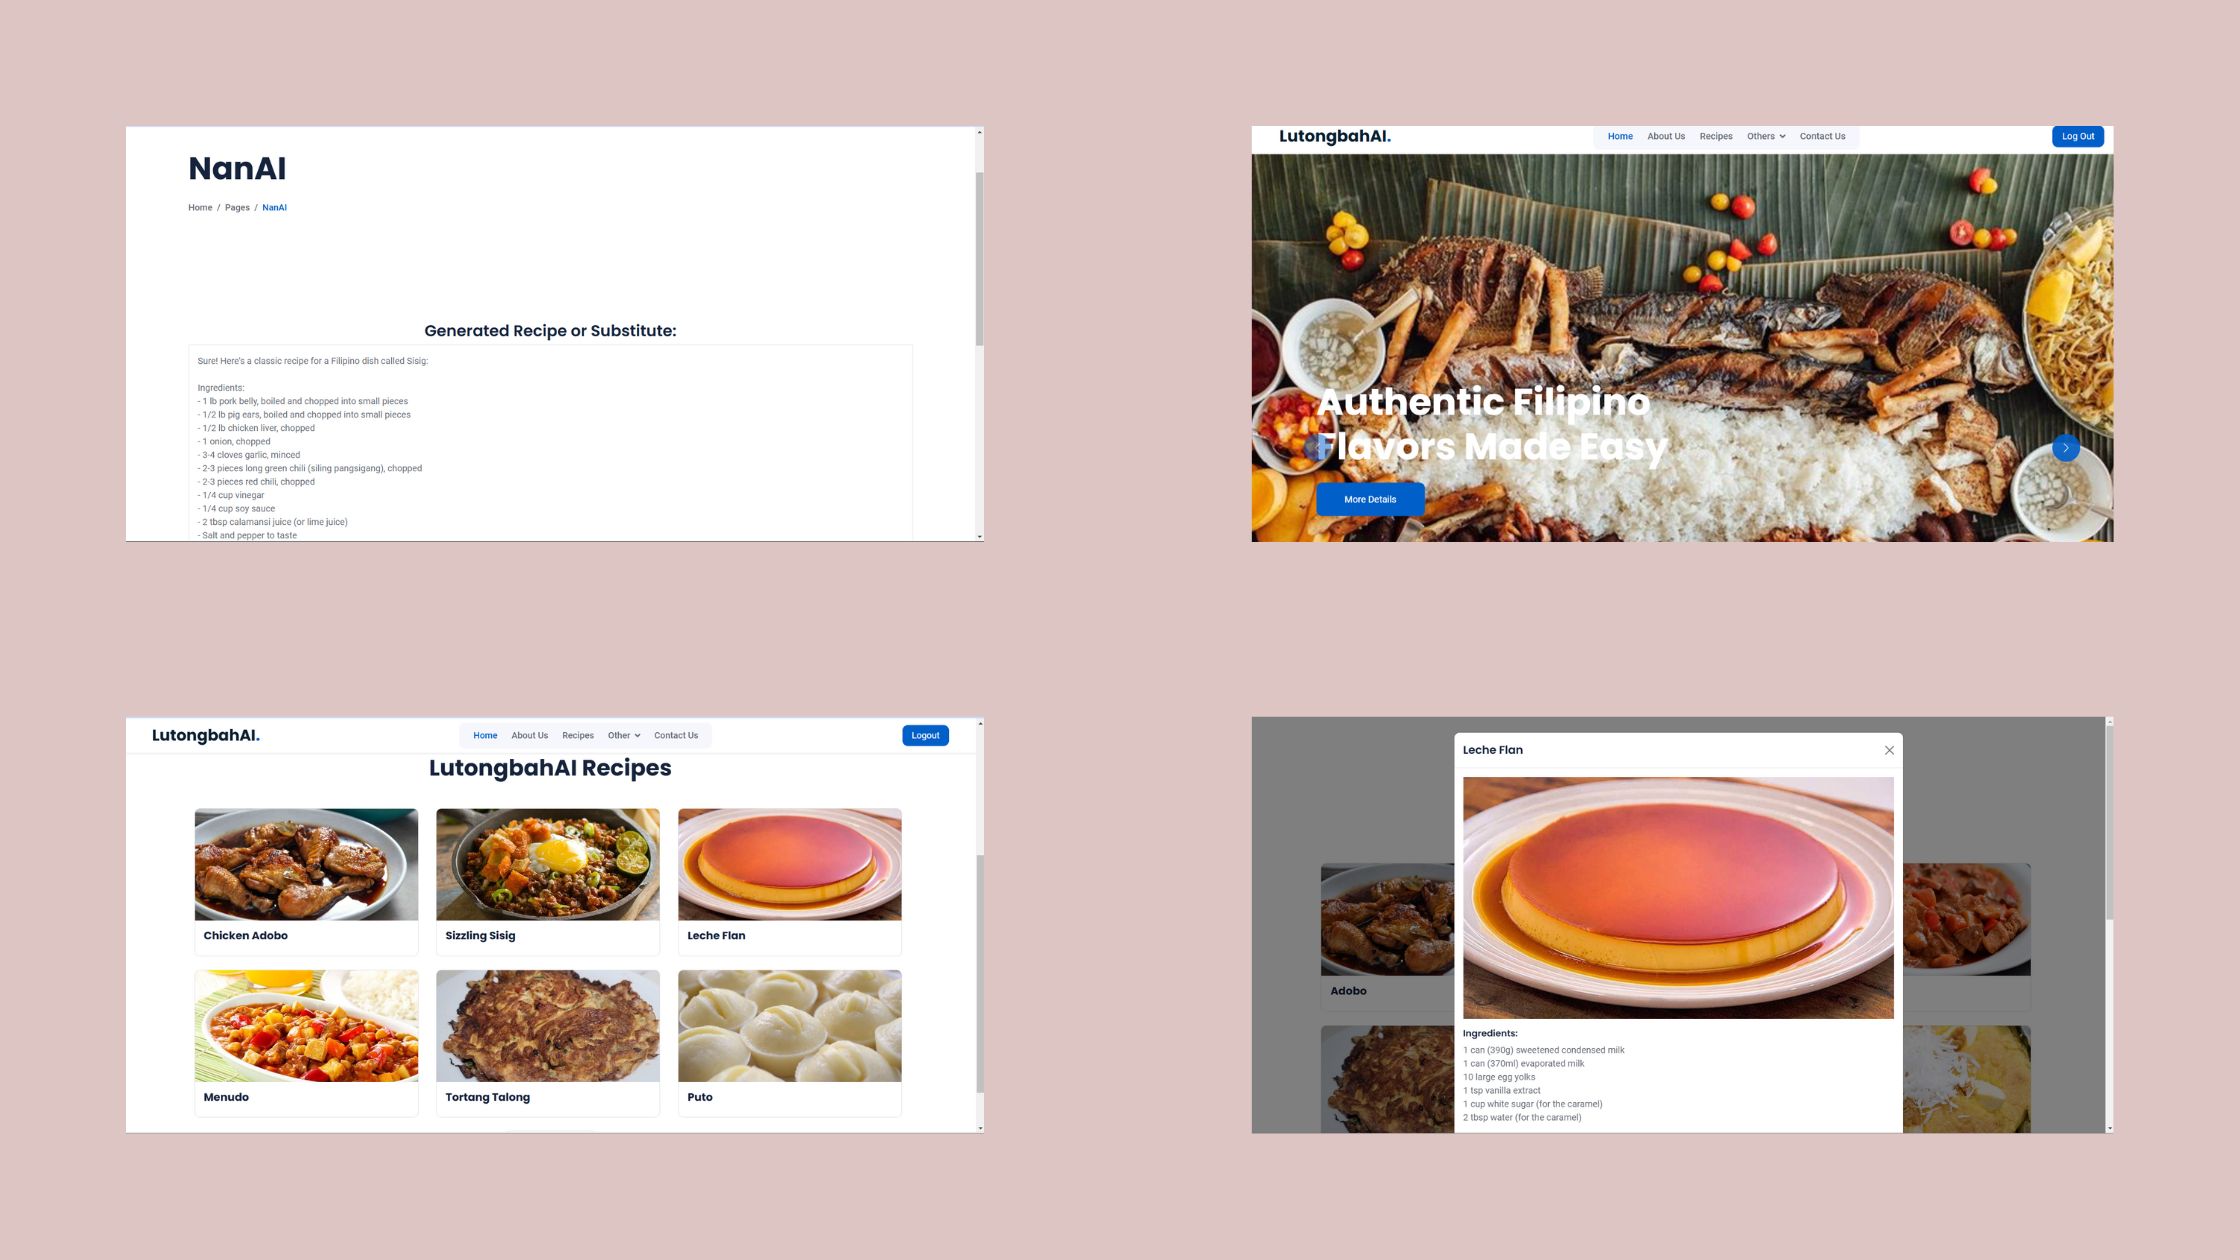 NanAI
Home / Pages / NanAI
Generated Recipe or Substitute:
Sure! Here's a classic recipe for a Filipino dish called Sisig:
Ingredients:
- 1 lb pork belly, boiled and chopped into small pieces
- 1/2 lb pig ears, boiled and chopped into small pieces
- 1/2 lb chicken liver, chopped
- 1 onion, chopped
- 3-4 cloves garlic, minced
- 2-3 pieces long green chili (siling pangsigang), chopped
- 2-3 pieces red chili, chopped
- 1/4 cup vinegar
- 1/4 cup soy sauce
- 2 tbsp calamansi juice (or lime juice)
- Salt and pepper to taste
LutongbahAI.
Home About Us Recipes Others Contact Us
Log Out
Authentic Filipino
Flavors Made Easy
More Details
LutongbahAI.
Home About Us Recipes Other Contact Us
Logout
LutongbahAI Recipes
Chicken Adobo
Sizzling Sisig
Leche Flan
Menudo
Tortang Talong
Puto
Leche Flan
Adobo
Ingredients:
1 can (390g) sweetened condensed milk
1 can (370ml) evaporated milk
10 large egg yolks
1 tsp vanilla extract
1 cup white sugar (for the caramel)
2 tbsp water (for the caramel)